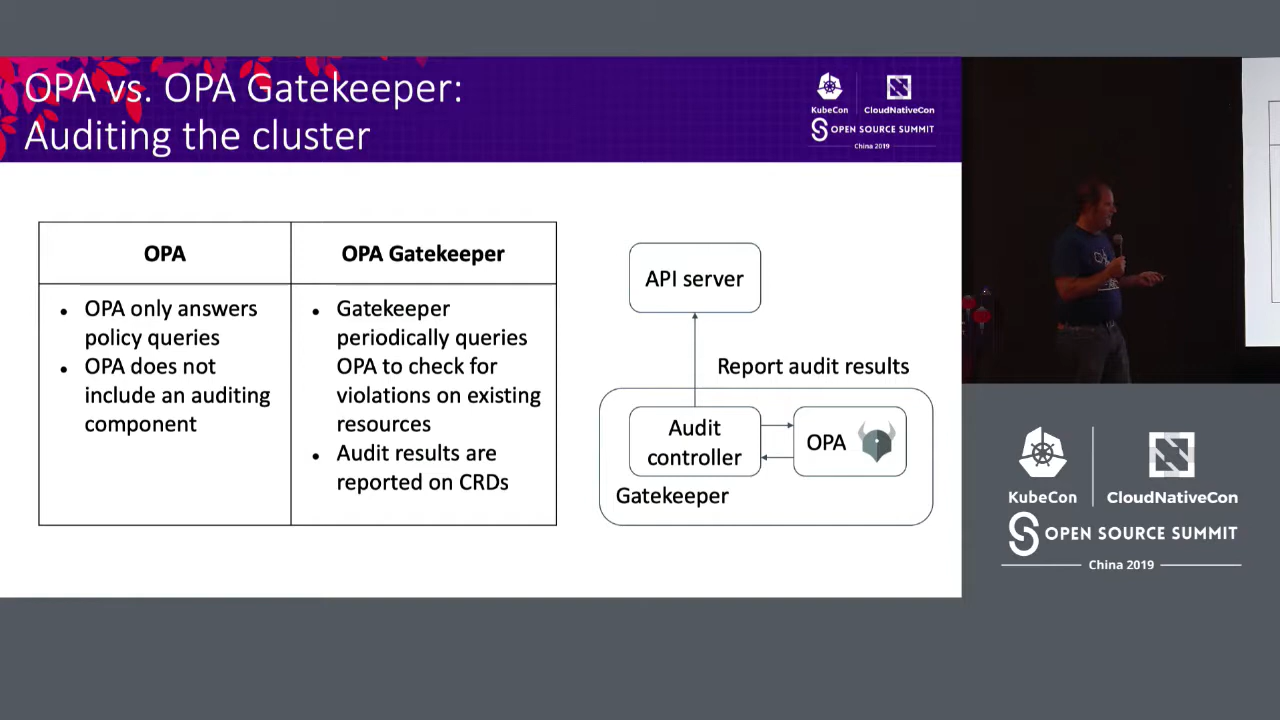 OPA vs. OPA Gatekeeper:
Auditing the cluster
KubeCon
CloudNativeCon
OPEN SOURCE SUMMIT
China 2019
OPA
OPA Gatekeeper
• OPA only answers
policy queries
• OPA does not
include an auditing
component
• Gatekeeper
periodically queries
OPA to check for
violations on existing
resources
• Audit results are
reported on CRDs
API server
Report audit results
Audit
controller
OPA
Gatekeeper
KubeCon
CloudNativeCon
OPEN SOURCE SUMMIT
China 2019